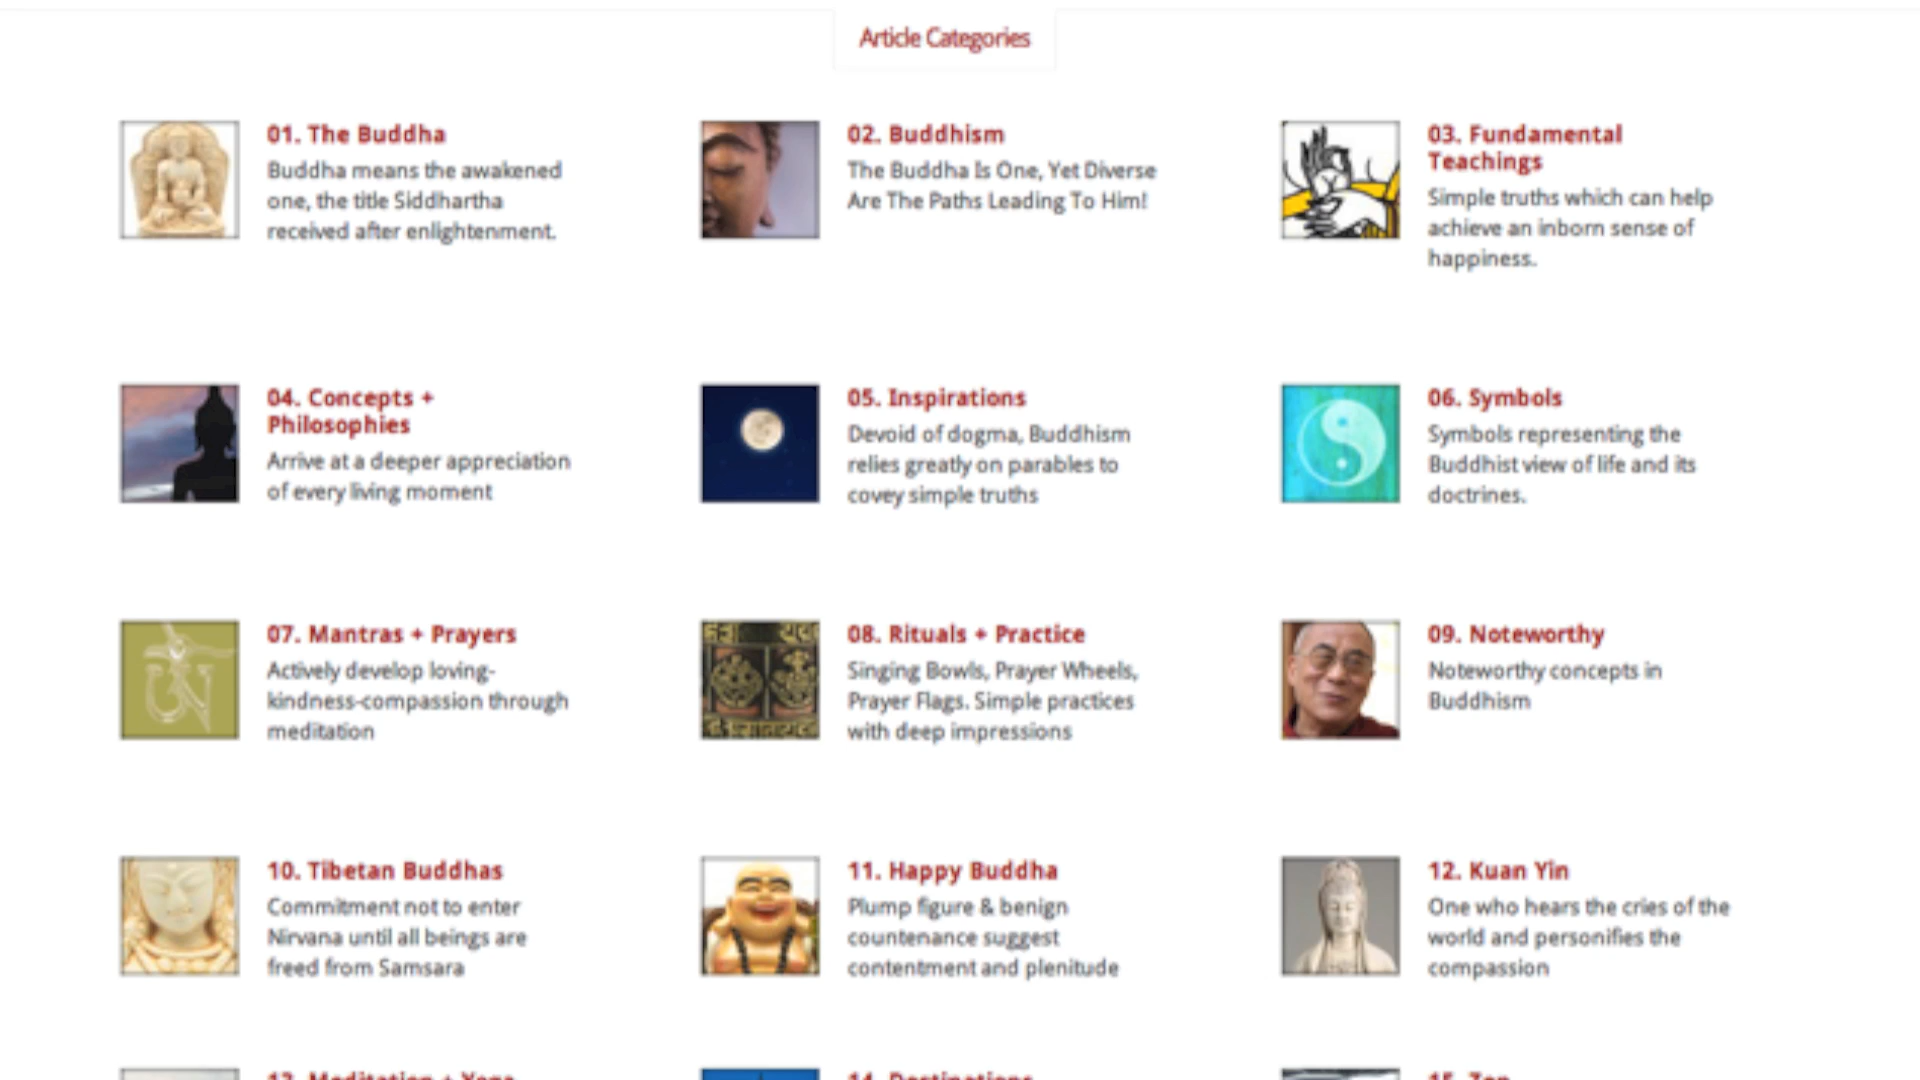 Article Categories
01. The Buddha
Buddha means the awakened
one, the title Siddhartha
received after enlightenment.
02. Buddhism
The Buddha Is One, Yet Diverse
Are The Paths Leading To Him!
03. Fundamental
Teachings
Simple truths which can help
achieve an inborn sense of
happiness.
04. Concepts +
Philosophies
Arrive at a deeper appreciation
of every living moment
05. Inspirations
Devoid of dogma, Buddhism
relies greatly on parables to
covey simple truths
06. Symbols
Symbols representing the
Buddhist view of life and its
doctrines.
07. Mantras + Prayers
Actively develop loving-
kindness-compassion through
meditation
08. Rituals + Practice
Singing Bowls, Prayer Wheels,
Prayer Flags. Simple practices
with deep impressions
09. Noteworthy
Noteworthy concepts in
Buddhism
10. Tibetan Buddhas
Commitment not to enter
Nirvana until all beings are
freed from Samsara
11. Happy Buddha
Plump figure & benign
countenance suggest
contentment and plenitude
12. Kuan Yin
One who hears the cries of the
world and personifies the
compassion
13. Meditation + Yoga
14. Destinations
15. Zen